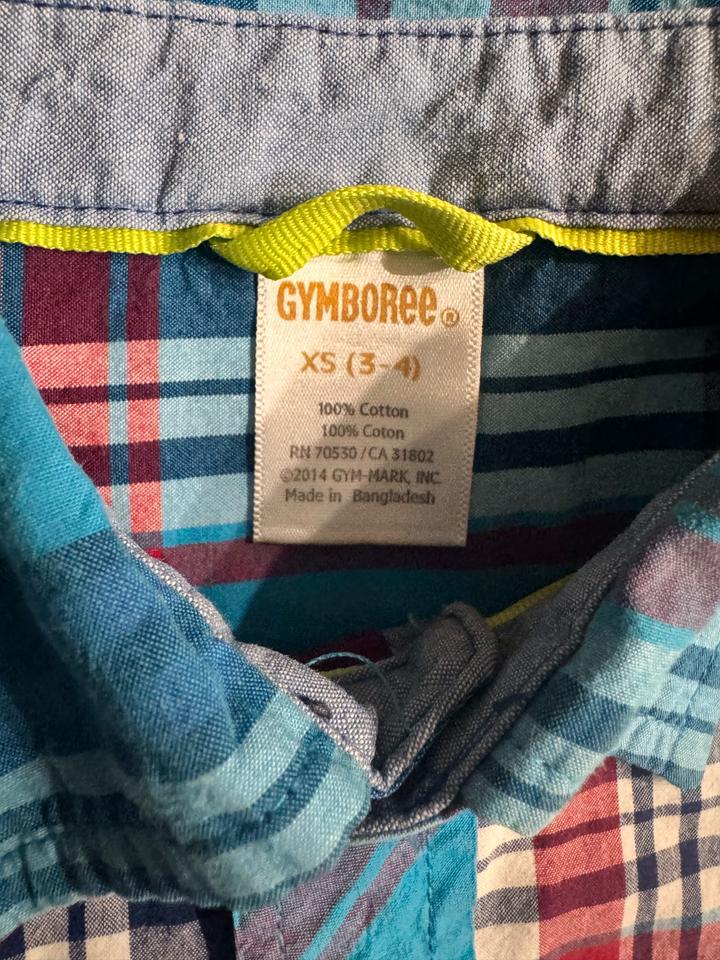 GYMBOREE®
XS (3-4)
100% Cotton
100% Coton
RN 70530/CA 31802
©2014 GYM-MARK, INC.
Made in Bangladesh